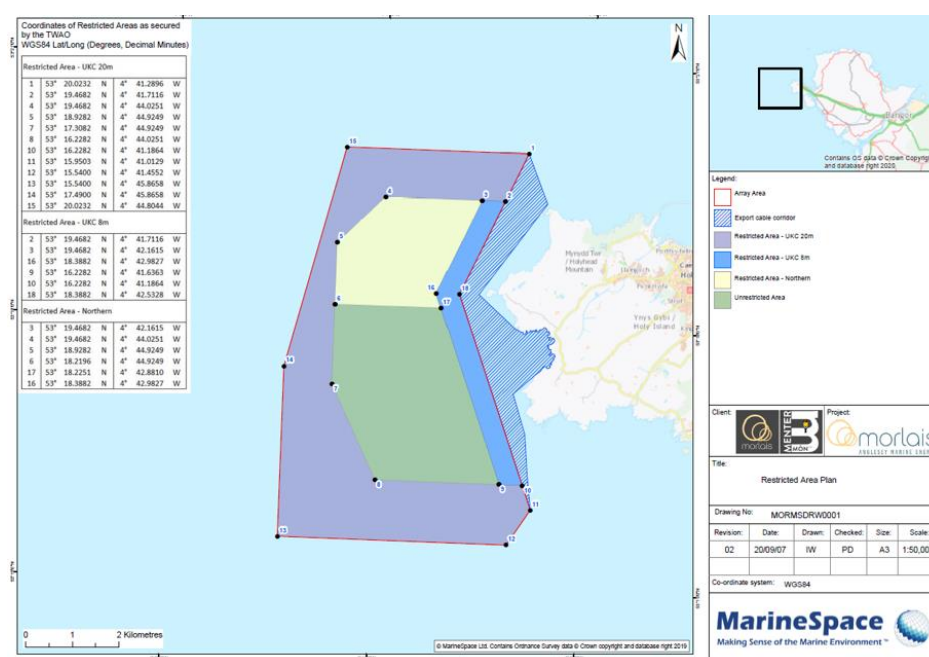 Coordinates of Restricted Areas as secured
by the TWAO
WGS84 Lat/Long (Degrees, Decimal Minutes)
Restricted Area - UKC 20m
1 53° 20.0232 N 4° 41.2896 W
2 53° 19.4682 N 4° 41.7116 W
4 53° 19.4682 N 4° 44.0251 W
5 53° 18.9282 N 4° 44.9249 W
7 53° 17.3082 N 4° 44.9249 W
8 53° 16.2282 N 4° 44.0251 W
10 53° 16.2282 N 4° 41.1864 W
11 53° 15.9503 N 4° 41.0129 W
12 53° 15.5400 N 4° 41.4552 W
13 53° 15.5400 N 4° 45.8658 W
14 53° 17.4900 N 4° 45.8658 W
15 53° 20.0232 N 4° 44.8044 W
Restricted Area - UKC 8m
2 53° 19.4682 N 4° 41.7116 W
3 53° 19.4682 N 4° 42.1615 W
16 53° 18.3882 N 4° 42.9827 W
9 53° 16.2282 N 4° 41.6363 W
10 53° 16.2282 N 4° 41.1864 W
18 53° 18.3882 N 4° 42.5328 W
Restricted Area - Northern
3 53° 19.4682 N 4° 42.1615 W
4 53° 19.4682 N 4° 44.0251 W
5 53° 18.9282 N 4° 44.9249 W
6 53° 18.2196 N 4° 44.9249 W
17 53° 18.2251 N 4° 42.8810 W
16 53° 18.3882 N 4° 42.9827 W
N
15
1
4
3
2
5
16
18
6
17
14
7
8
10
11
13
12
Mynydd Twr
/ Holyhead
Mountain
Llaingoch
Ynys Gybi /
Holy Island
0 1 2 Kilometres
© MarineSpace Ltd. Contains Ordnance Survey data © Crown copyright and database right 2019
Bangor
Contains OS data © Crown Copyright
and database right 2020
Legend:
Array Area
Export cable corridor
Restricted Area - UKC 20m
Restricted Area - UKC 8m
Restricted Area - Northern
Unrestricted Area
Client:
morlais
MENTER
MÔN
Project:
morlais
ANGLESEY MARINE ENER
Title:
Restricted Area Plan
Drawing No: MORMSDRW0001
Revision: Date: Drawn: Checked: Size: Scale:
02 20/09/07 IW PD A3 1:50,00
Co-ordinate system: WGS84
MarineSpace
Making Sense of the Marine Environment™